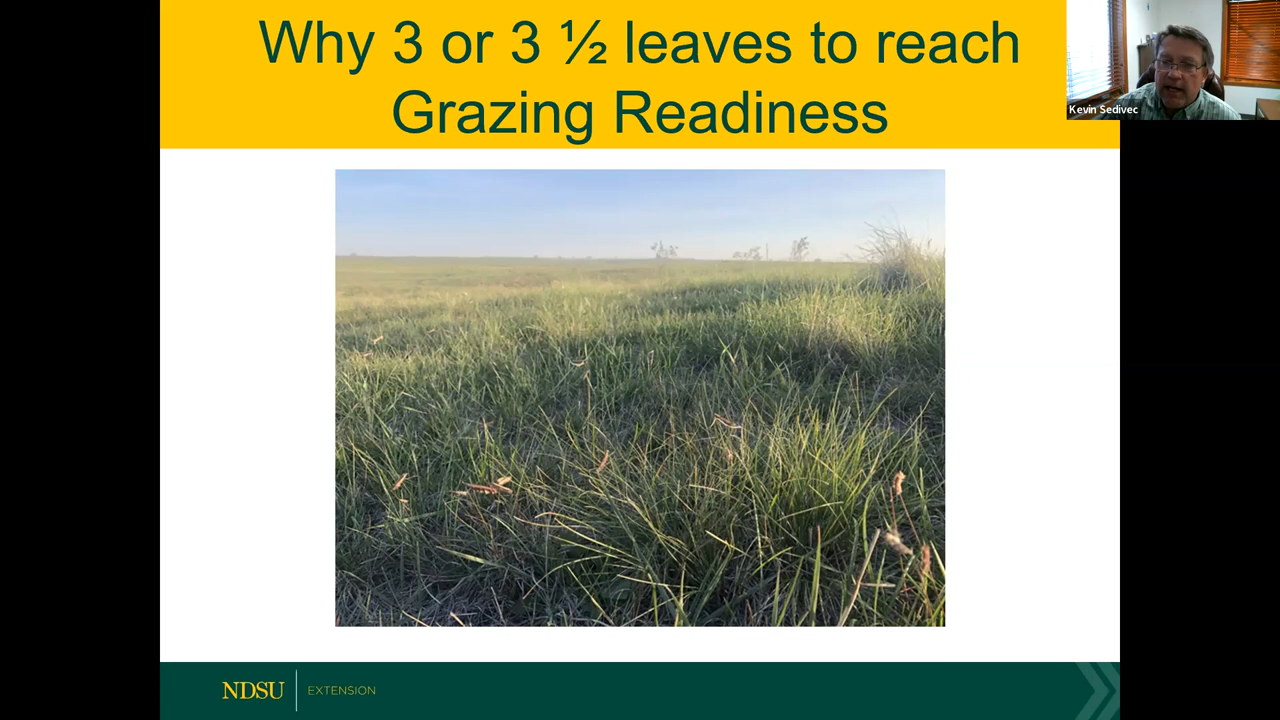 Why 3 or 3 ½ leaves to reach
Grazing Readiness
Kevin Sedivec
NDSU
EXTENSION